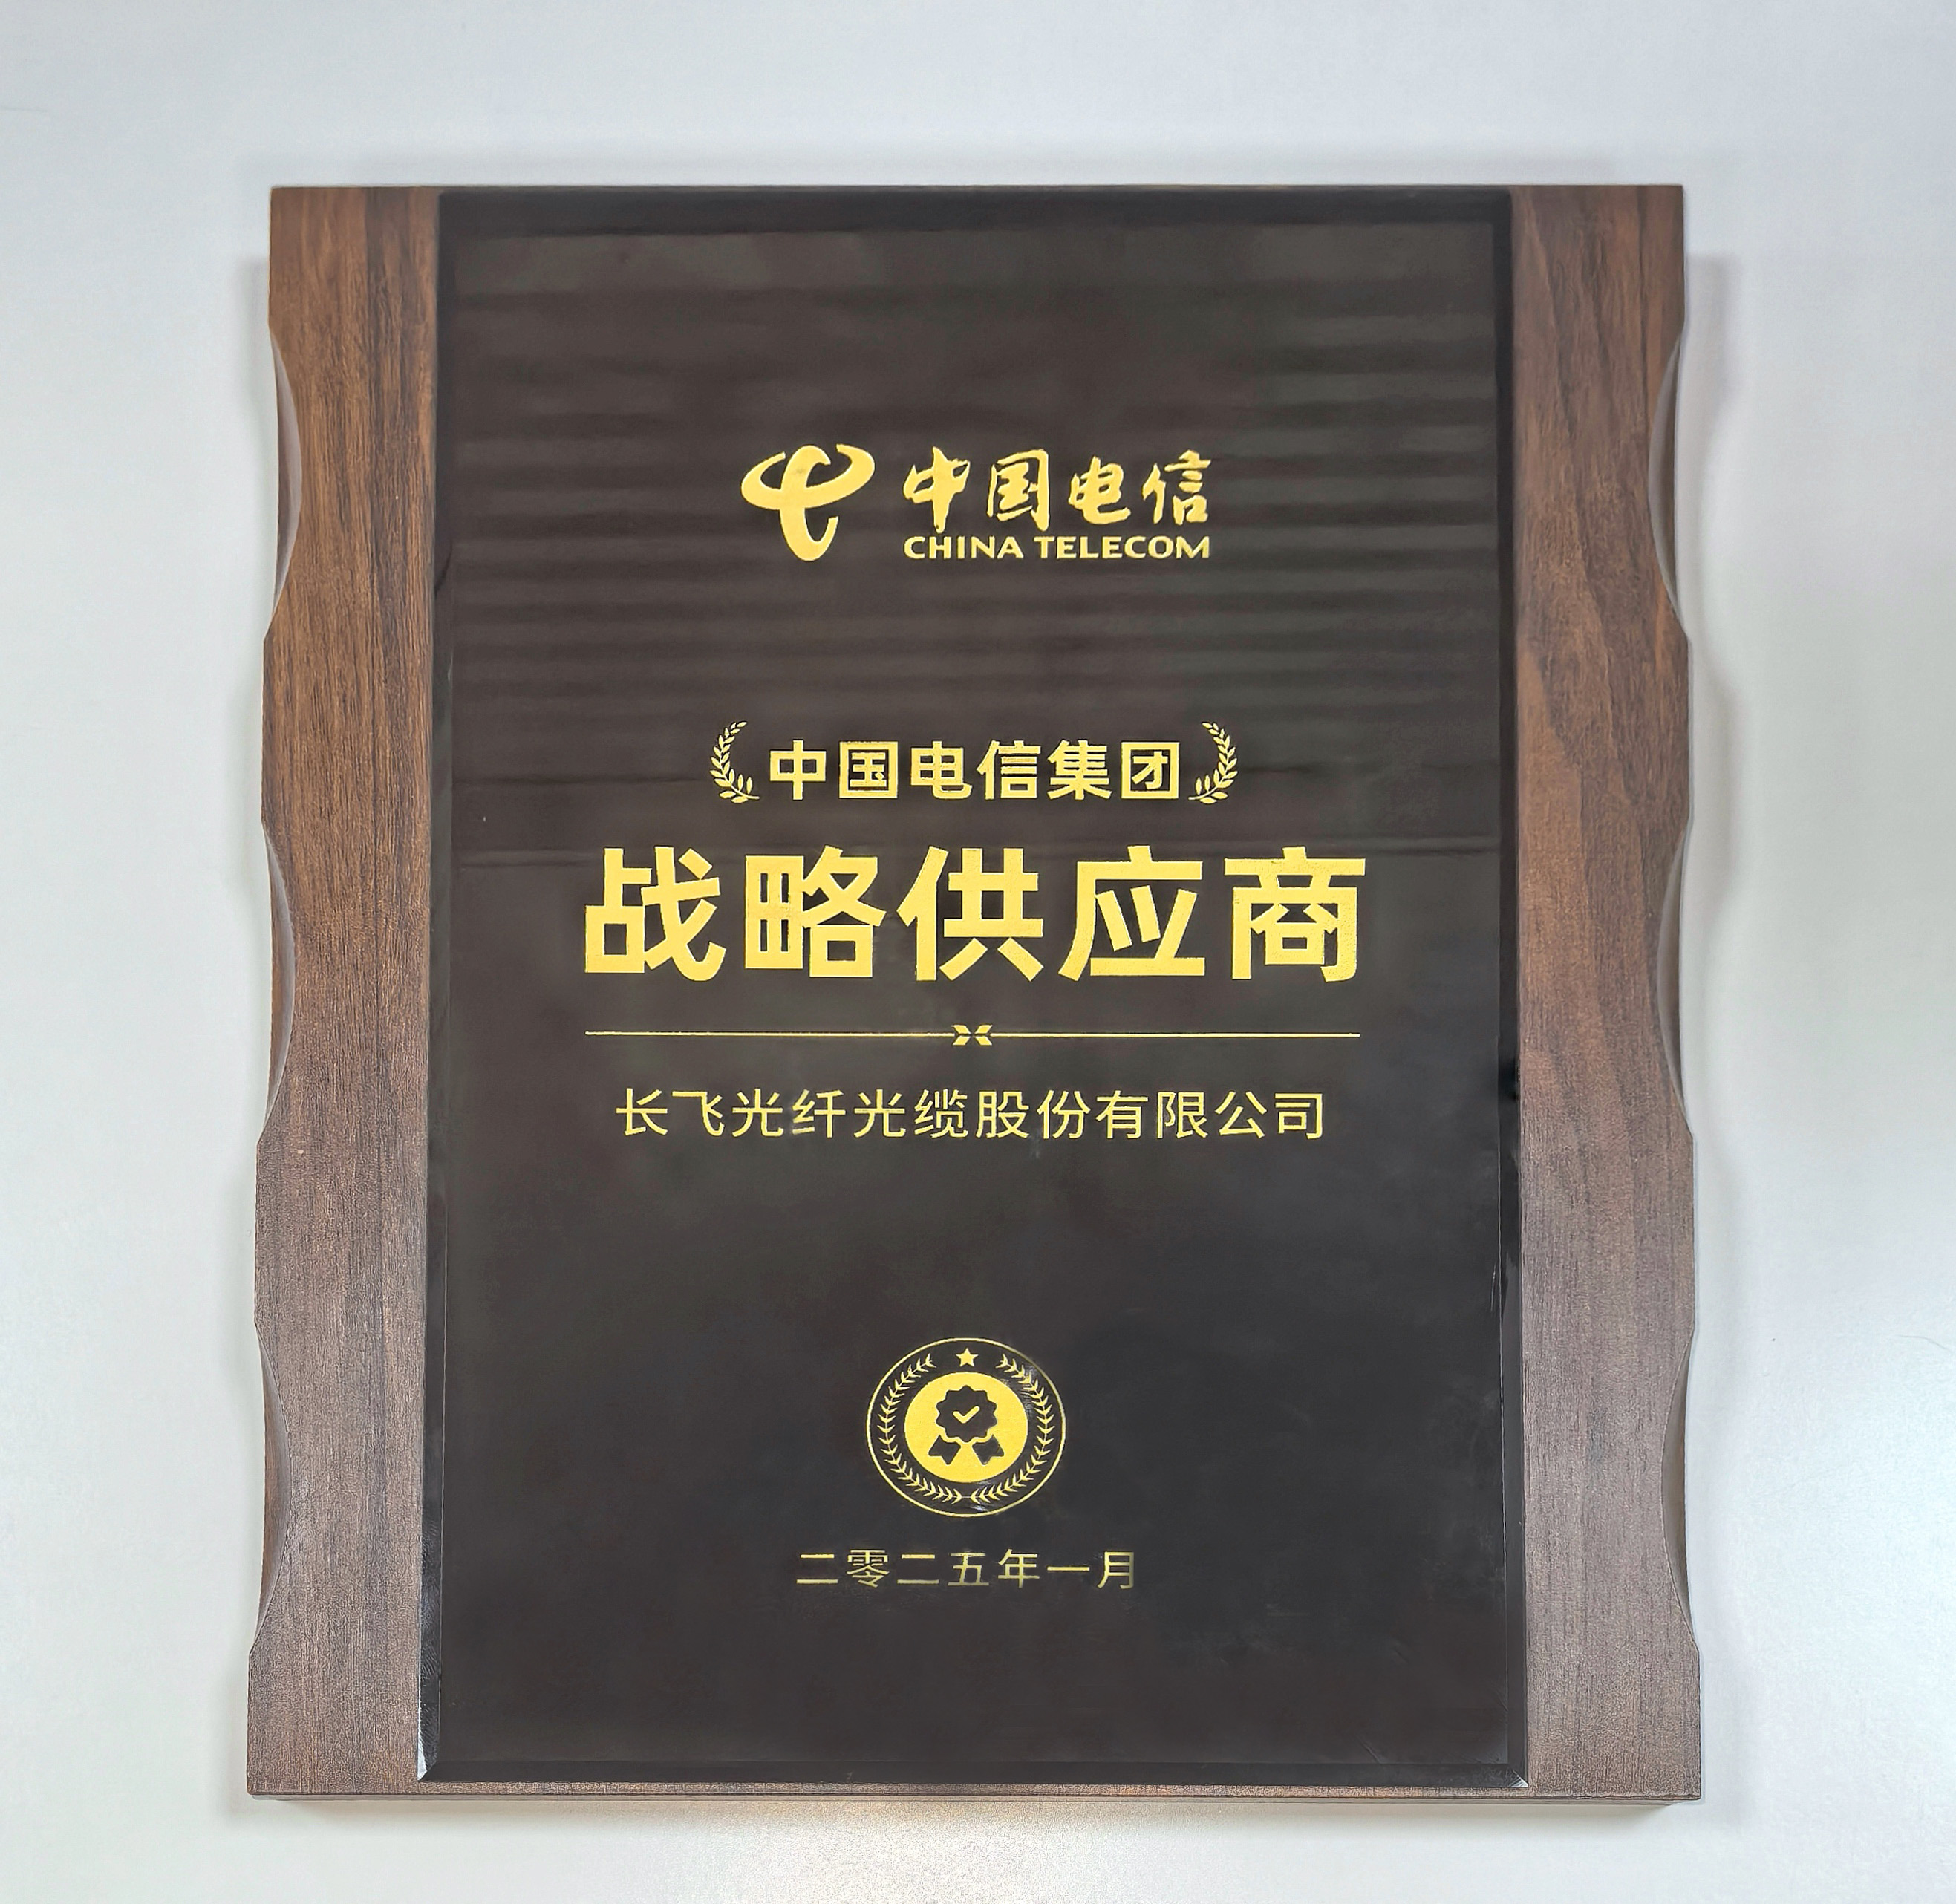 中国电信
CHINA TELECOM
中国电信集团
战略供应商
长飞光纤光缆股份有限公司
二零二五年一月